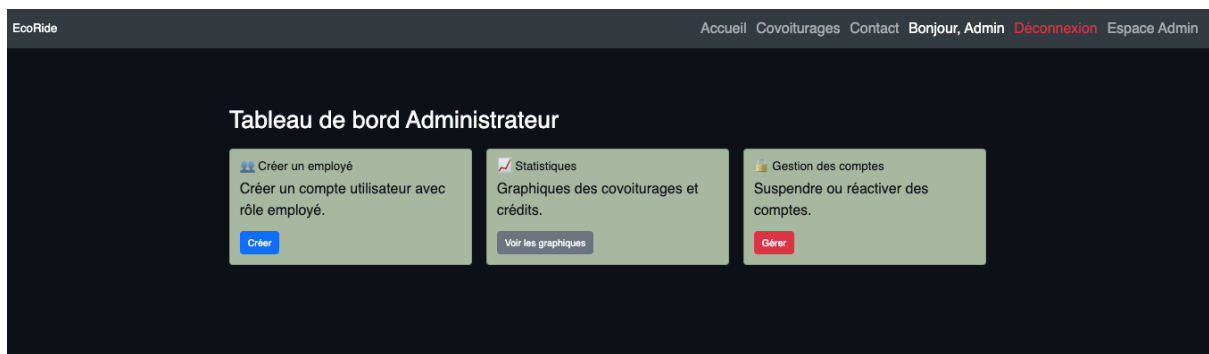 EcoRide
Accueil Covoiturages Contact Bonjour, Admin Déconnexion Espace Admin
Tableau de bord Administrateur
👥 Créer un employé
Créer un compte utilisateur avec
rôle employé.
Créer
📈 Statistiques
Graphiques des covoiturages et
crédits.
Voir les graphiques
🔒 Gestion des comptes
Suspendre ou réactiver des
comptes.
Gérer